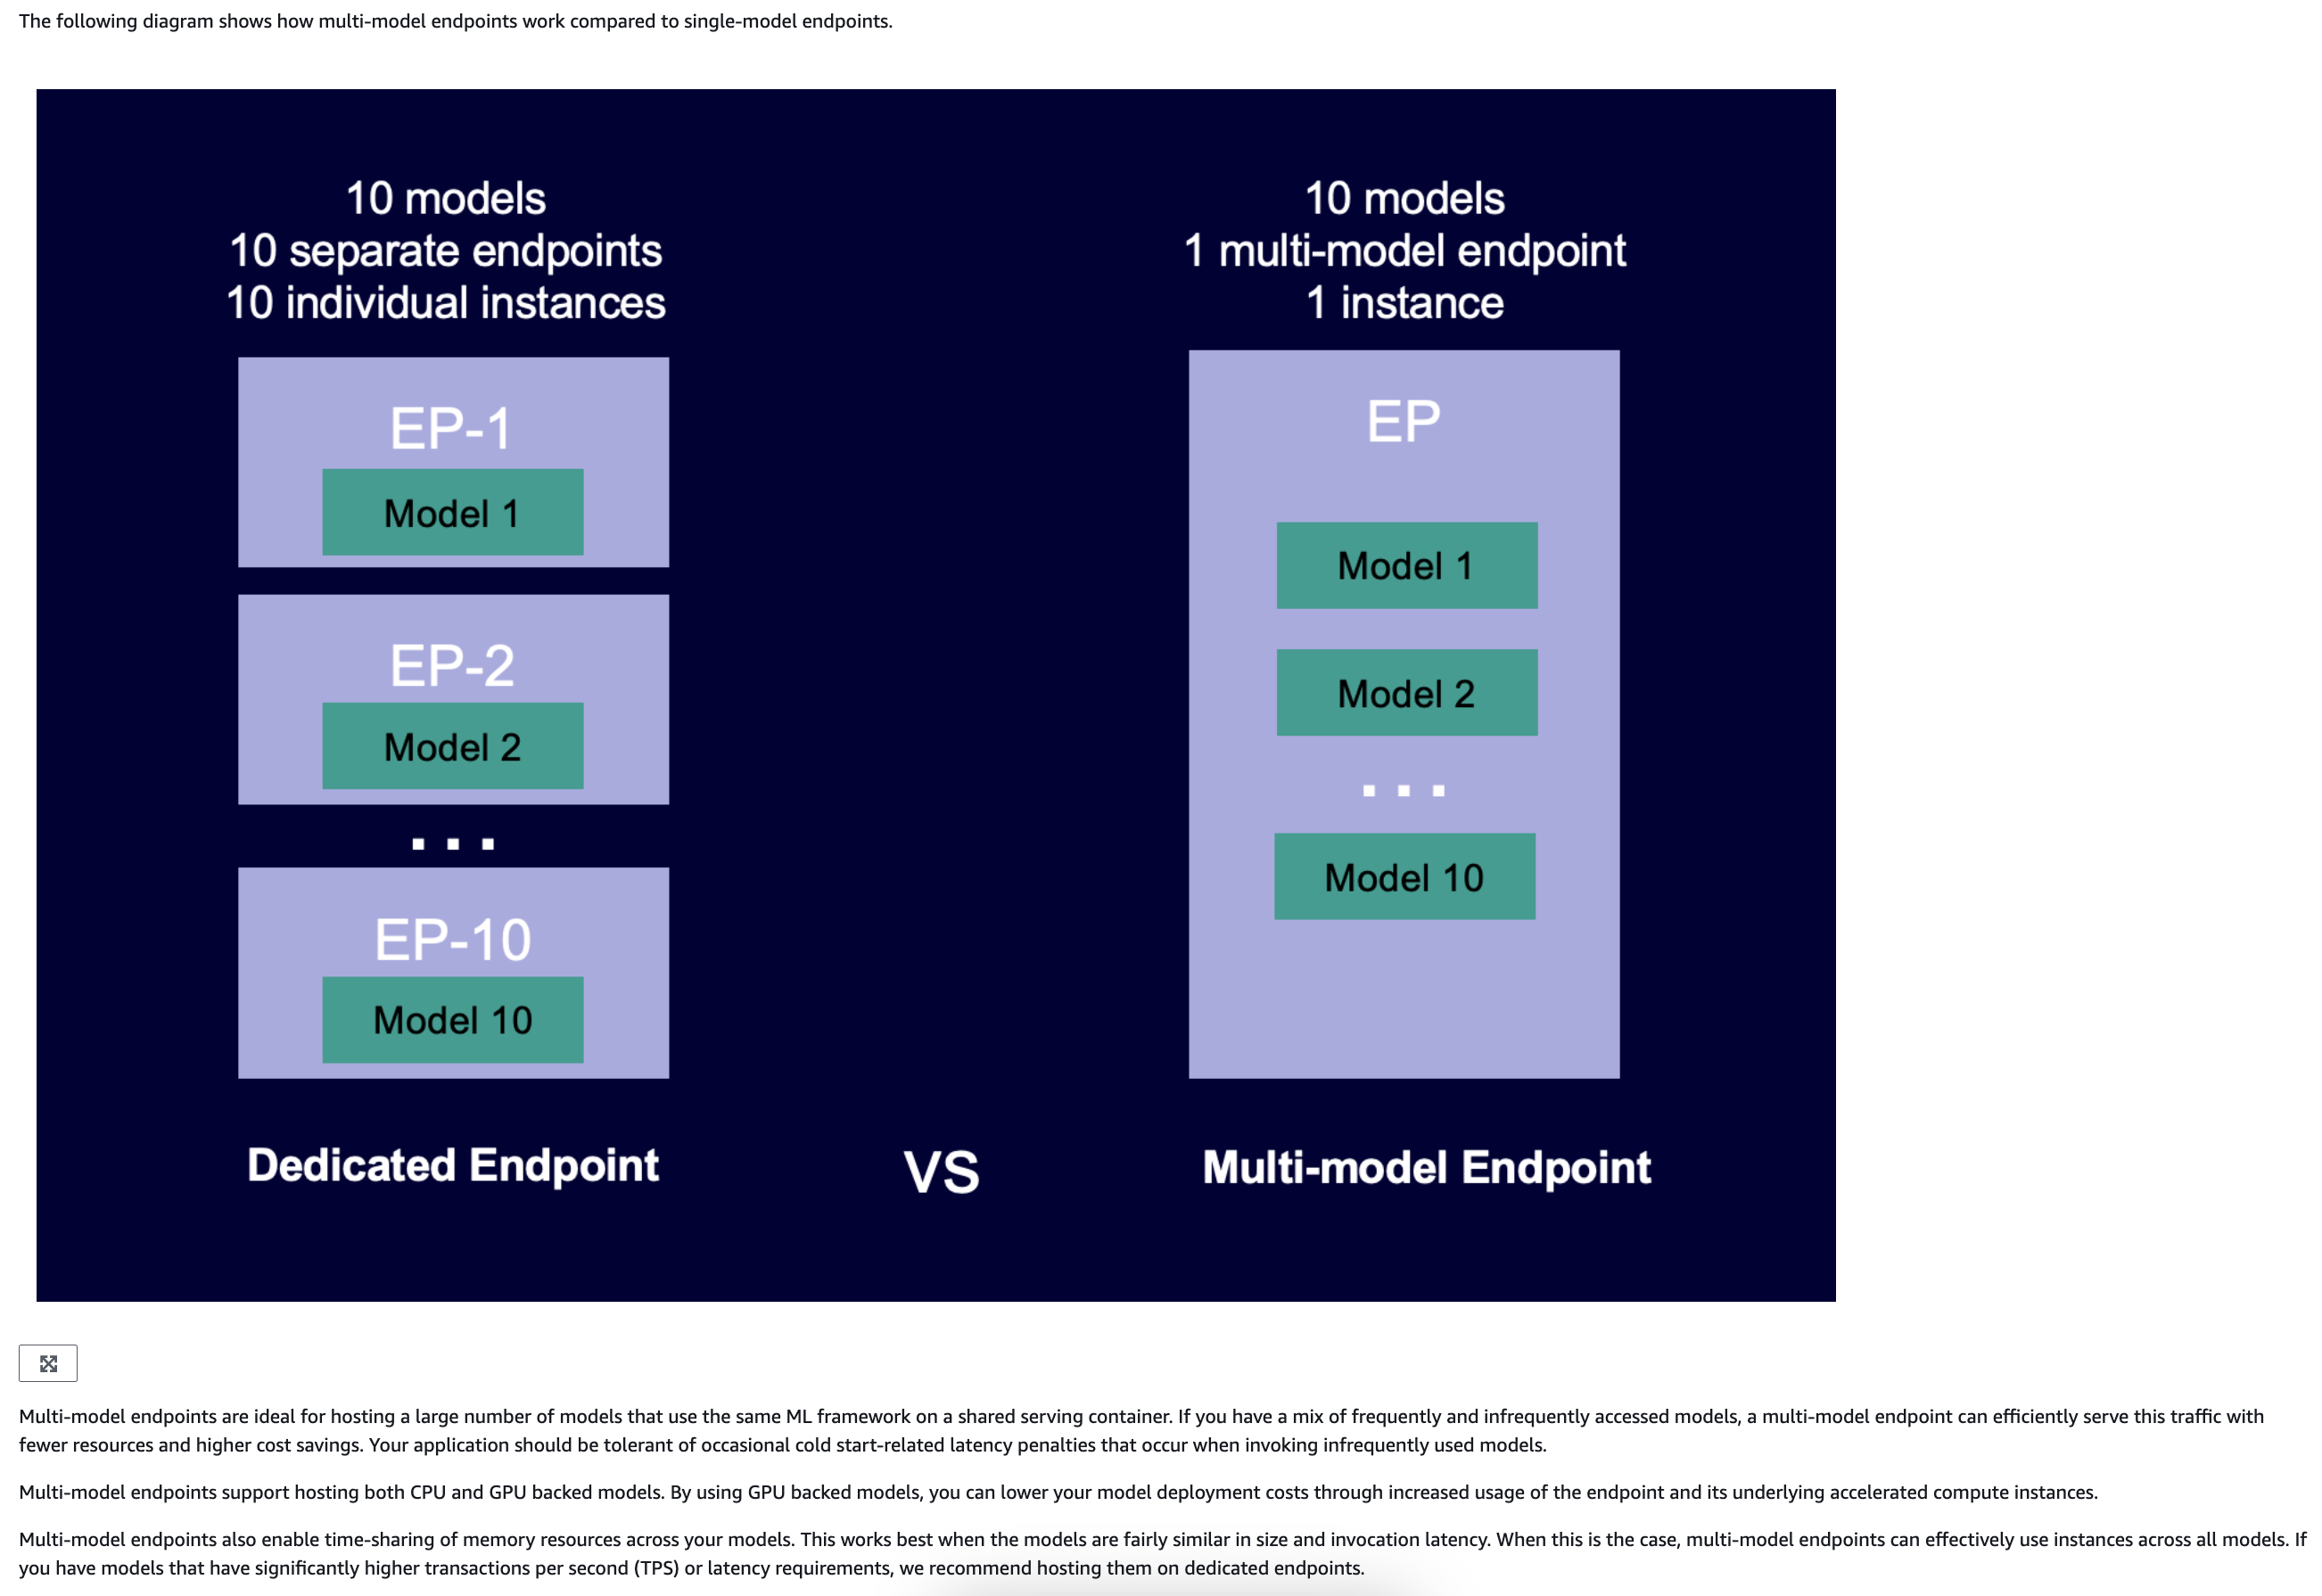 The following diagram shows how multi-model endpoints work compared to single-model endpoints.
10 models
10 separate endpoints
10 individual instances
EP-1
Model 1
EP-2
Model 2
...
EP-10
Model 10
Dedicated Endpoint
VS
10 models
1 multi-model endpoint
1 instance
EP
Model 1
Model 2
...
Model 10
Multi-model Endpoint
Multi-model endpoints are ideal for hosting a large number of models that use the same ML framework on a shared serving container. If you have a mix of frequently and infrequently accessed models, a multi-model endpoint can efficiently serve this traffic with
fewer resources and higher cost savings. Your application should be tolerant of occasional cold start-related latency penalties that occur when invoking infrequently used models.
Multi-model endpoints support hosting both CPU and GPU backed models. By using GPU backed models, you can lower your model deployment costs through increased usage of the endpoint and its underlying accelerated compute instances.
Multi-model endpoints also enable time-sharing of memory resources across your models. This works best when the models are fairly similar in size and invocation latency. When this is the case, multi-model endpoints can effectively use instances across all models. If
you have models that have significantly higher transactions per second (TPS) or latency requirements, we recommend hosting them on dedicated endpoints.